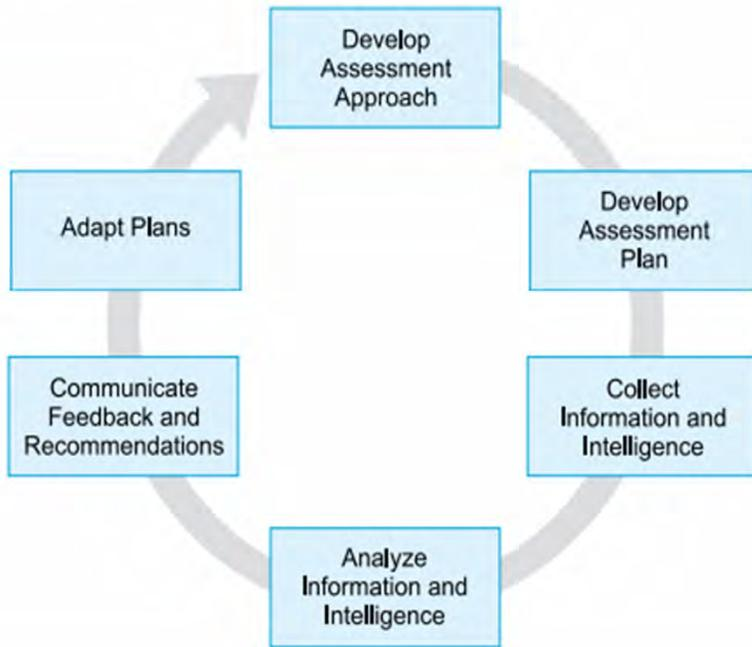 Develop
Assessment
Approach
Develop
Assessment
Plan
Collect
Information and
Intelligence
Analyze
Information and
Intelligence
Communicate
Feedback and
Recommendations
Adapt Plans